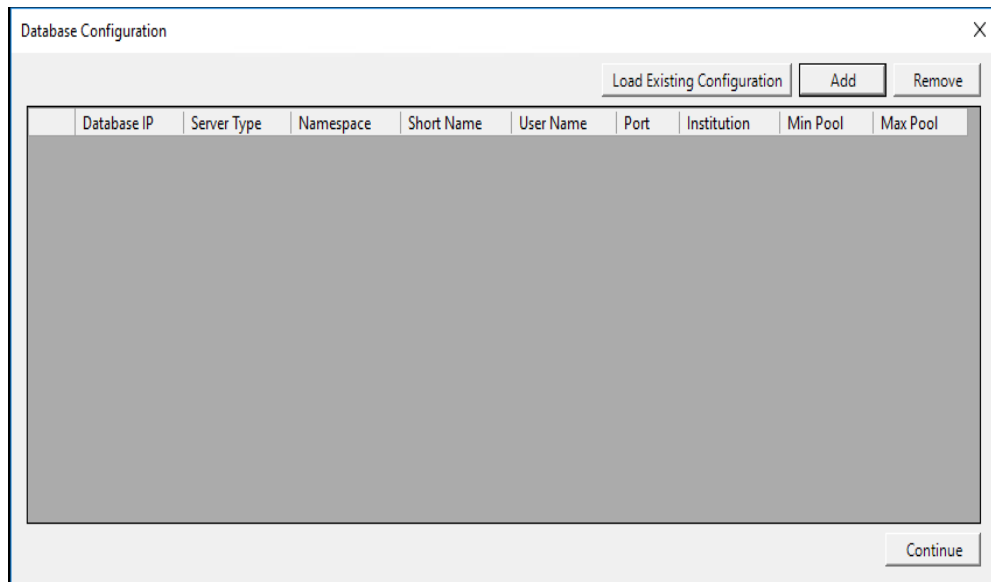 Database Configuration
Load Existing Configuration Add Remove
Database IP Server Type Namespace Short Name User Name Port Institution Min Pool Max Pool
Continue